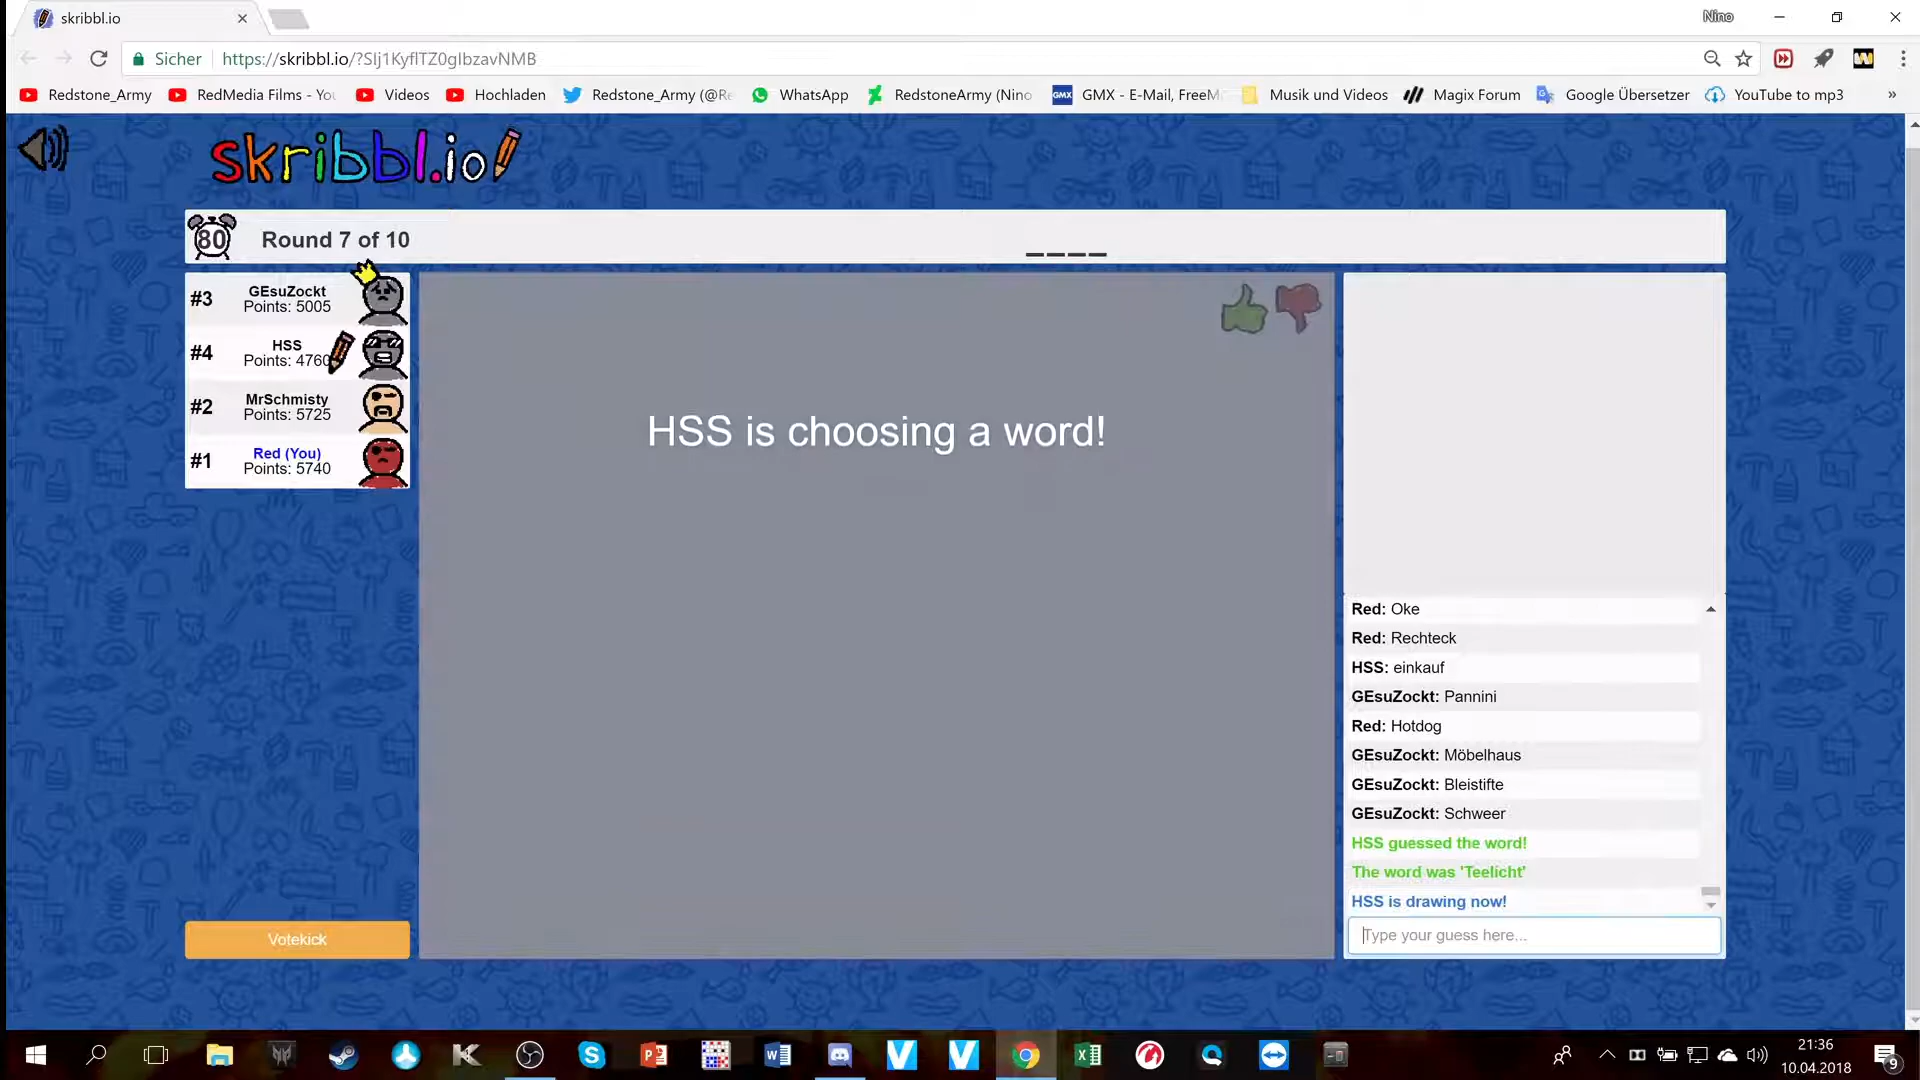 skribbl.io
Nino
Sicher
https://skribbl.io/?SIj1KyflTZ0gIbzavNMB
Redstone_Army
RedMedia Films - You
Videos
Hochladen
Redstone_Army (@Re
WhatsApp
RedstoneArmy (Nino
GMX - E-Mail, FreeM
Musik und Videos
Magix Forum
Google Übersetzer
YouTube to mp3
»
skribbl.io
80
Round 7 of 10
____
#3
GEsuZockt
Points: 5005
#4
HSS
Points: 4760
#2
MrSchmisty
Points: 5725
#1
Red (You)
Points: 5740
Votekick
HSS is choosing a word!
Red: Oke
Red: Rechteck
HSS: einkauf
GEsuZockt: Pannini
Red: Hotdog
GEsuZockt: Möbelhaus
GEsuZockt: Bleistifte
GEsuZockt: Schweer
HSS guessed the word!
The word was 'Teelicht'
HSS is drawing now!
Type your guess here...
21:36
10.04.2018
9